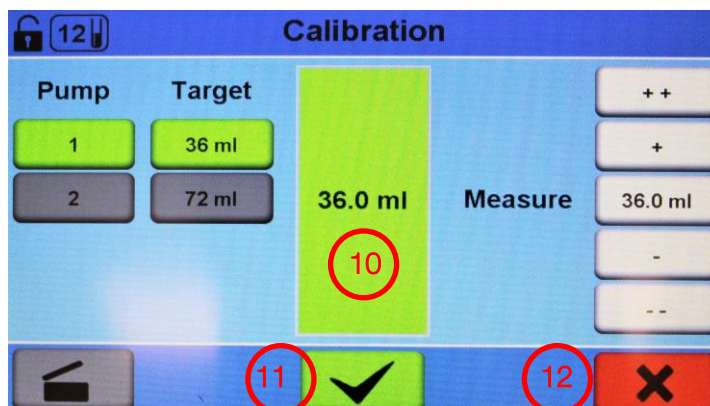 12
Calibration
Pump
Target
1
36 ml
2
72 ml
36.0 ml
10
Measure
+ +
+
36.0 ml
-
- -
11
12